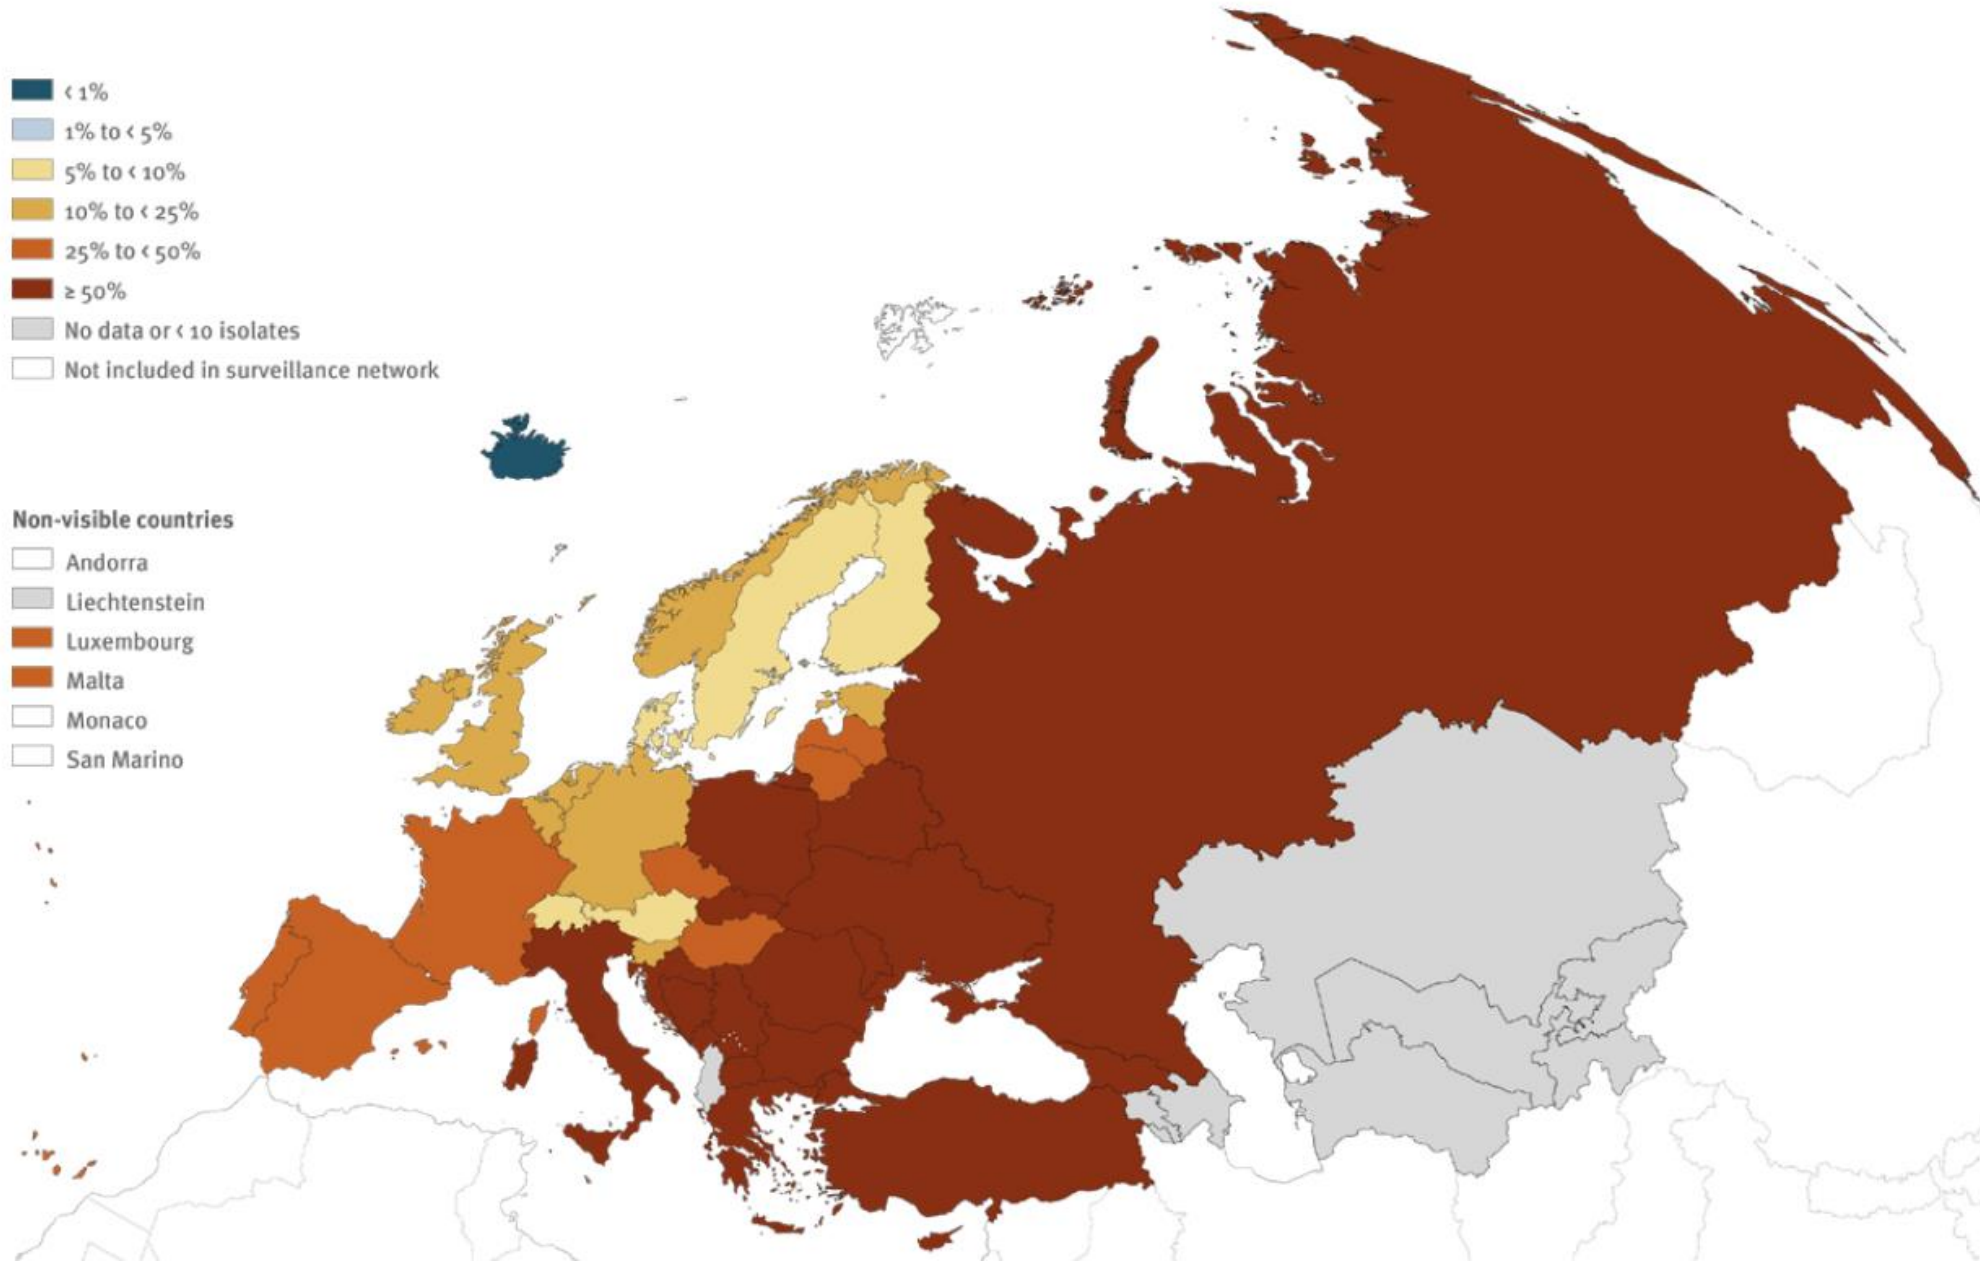 < 1%
1% to < 5%
5% to < 10%
10% to < 25%
25% to < 50%
≥ 50%
No data or < 10 isolates
Not included in surveillance network
Non-visible countries
Andorra
Liechtenstein
Luxembourg
Malta
Monaco
San Marino